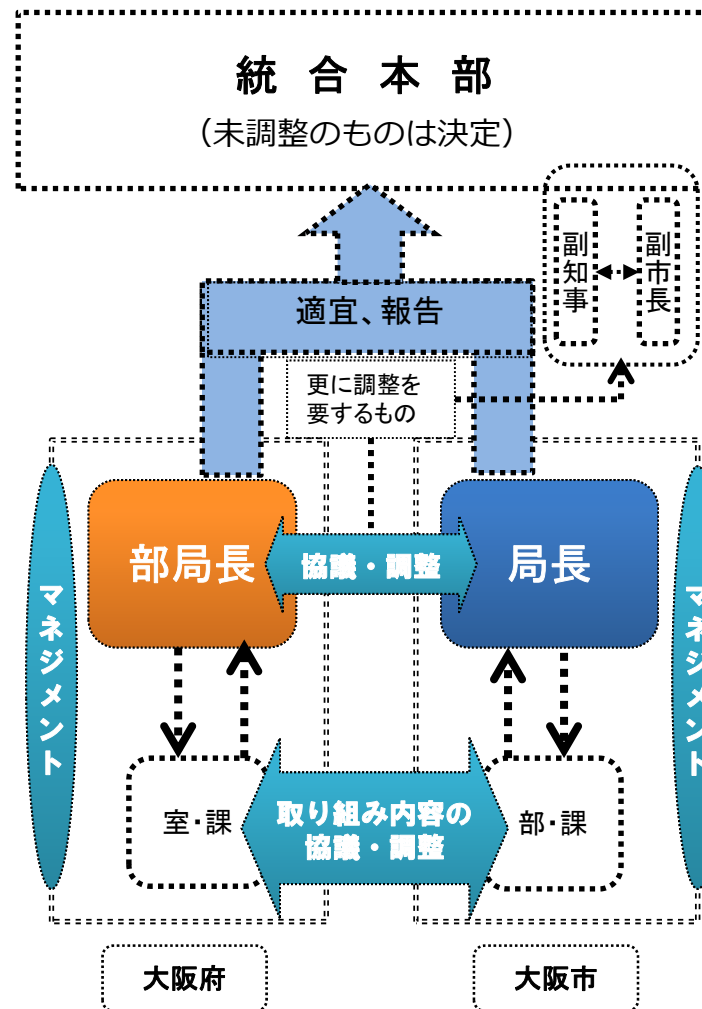 統合本部
（未調整のものは決定）
副知事
副市長
適宜、報告
更に調整を
要するもの
部局長
協議・調整
局長
マネジメント
マネジメント
室・課
取り組み内容の
協議・調整
部・課
大阪府
大阪市